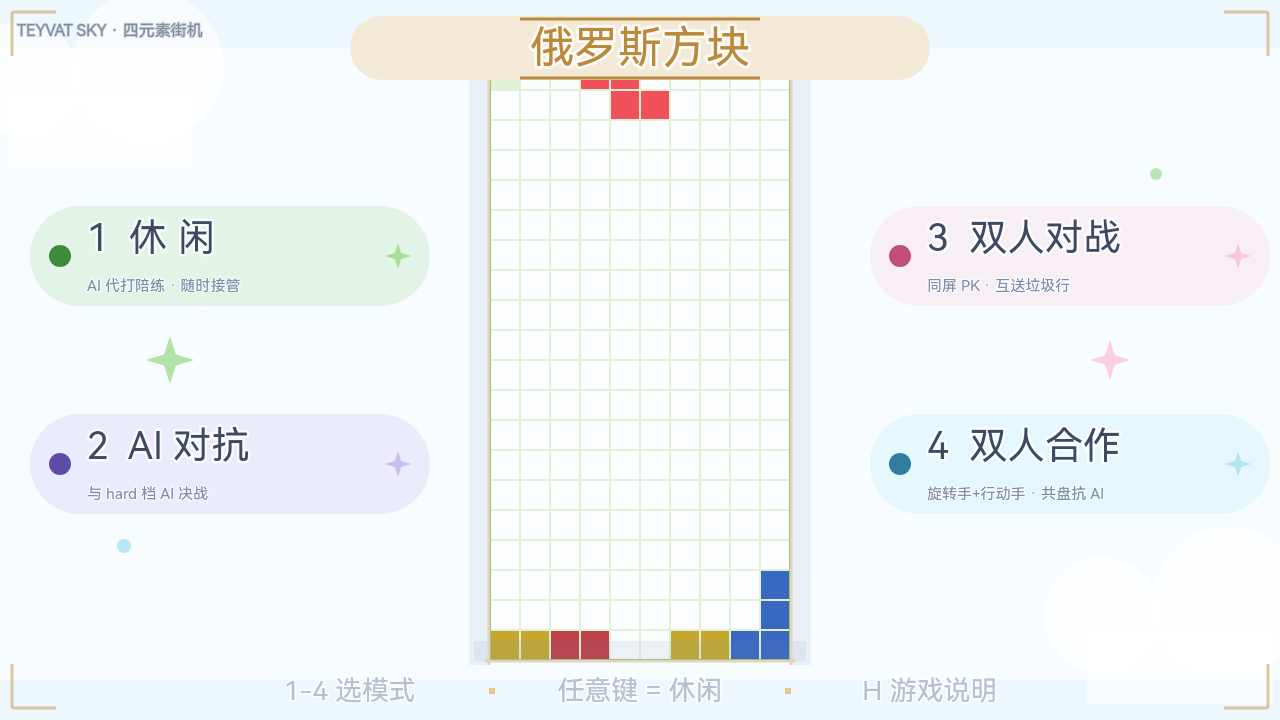 TEYVAT SKY · 四元素街机
俄罗斯方块
1 休 闲
AI 代打陪练 · 随时接管
2 AI 对抗
与 hard 档 AI 决战
3 双人对战
同屏 PK · 互送垃圾行
4 双人合作
旋转手+行动手 · 共盘抗 AI
1-4 选模式 · 任意键 = 休闲 · H 游戏说明